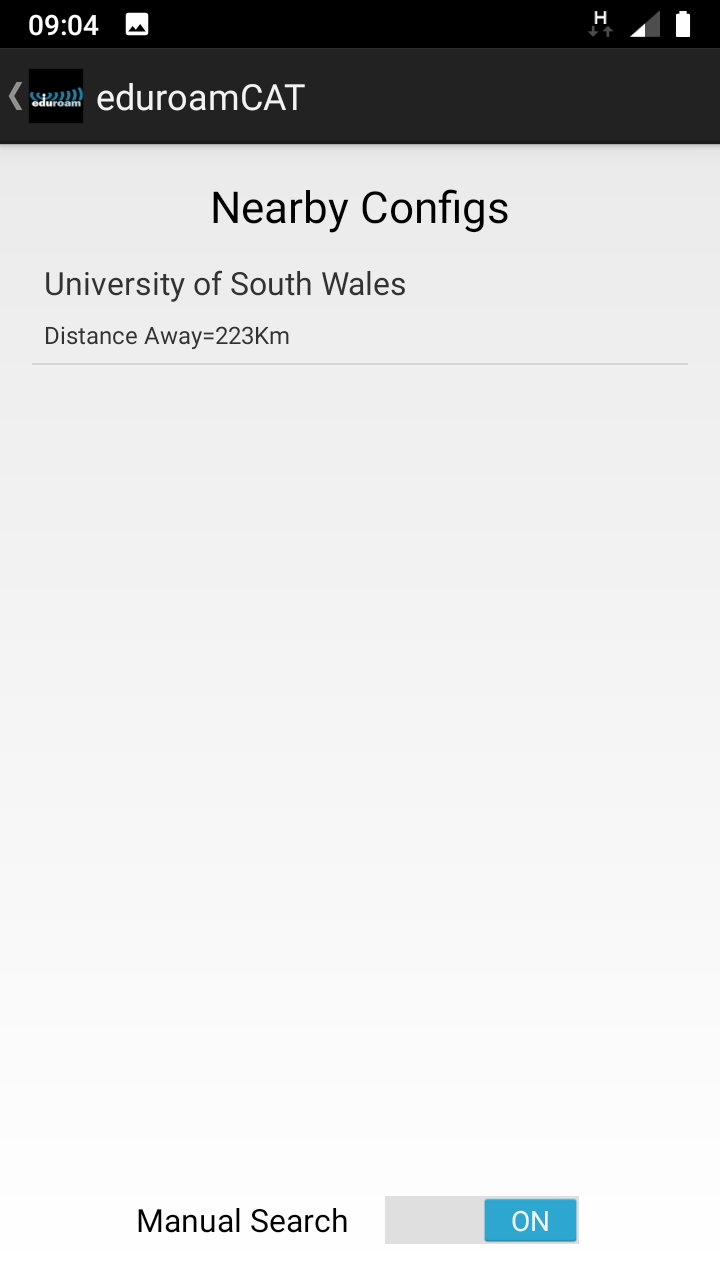 09:04
H
eduroam
eduroamCAT
Nearby Configs
University of South Wales
Distance Away=223Km
Manual Search
ON